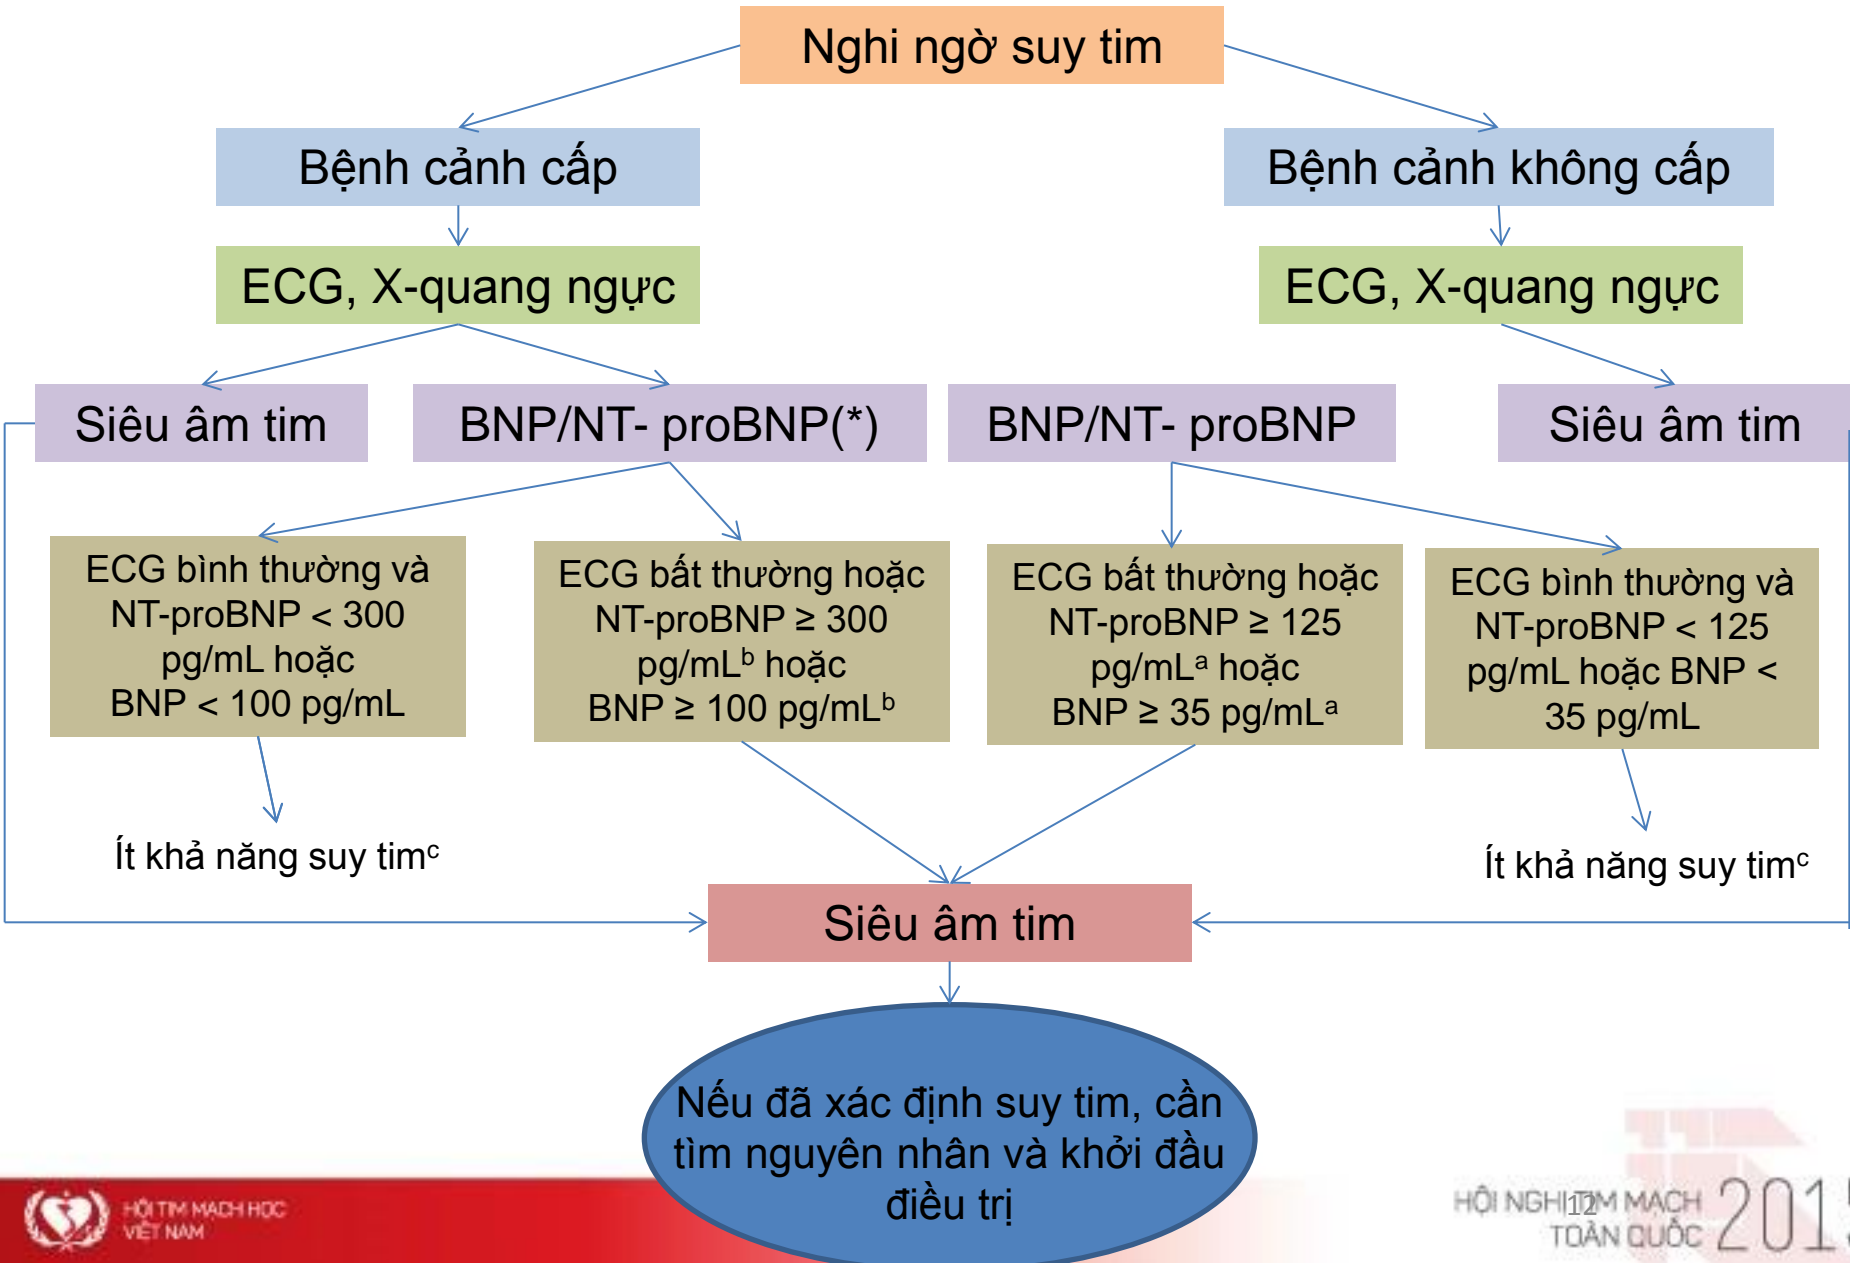 Nghi ngờ suy tim
Bệnh cảnh cấp
Bệnh cảnh không cấp
ECG, X-quang ngực
ECG, X-quang ngực
Siêu âm tim
BNP/NT- proBNP(*)
BNP/NT- proBNP
Siêu âm tim
ECG bình thường và
NT-proBNP < 300
pg/mL hoặc
BNP < 100 pg/mL
ECG bất thường hoặc
NT-proBNP ≥ 300
pg/mLᵇ hoặc
BNP ≥ 100 pg/mLᵇ
ECG bất thường hoặc
NT-proBNP ≥ 125
pg/mLᵃ hoặc
BNP ≥ 35 pg/mLᵃ
ECG bình thường và
NT-proBNP < 125
pg/mL hoặc BNP <
35 pg/mL
Ít khả năng suy timᶜ
Ít khả năng suy timᶜ
Siêu âm tim
Nếu đã xác định suy tim, cần
tìm nguyên nhân và khởi đầu
điều trị
HỘI TIM MẠCH HỌC
VIỆT NAM
HỘI NGHỊ TIM MẠCH
TOÀN QUỐC 2015
12